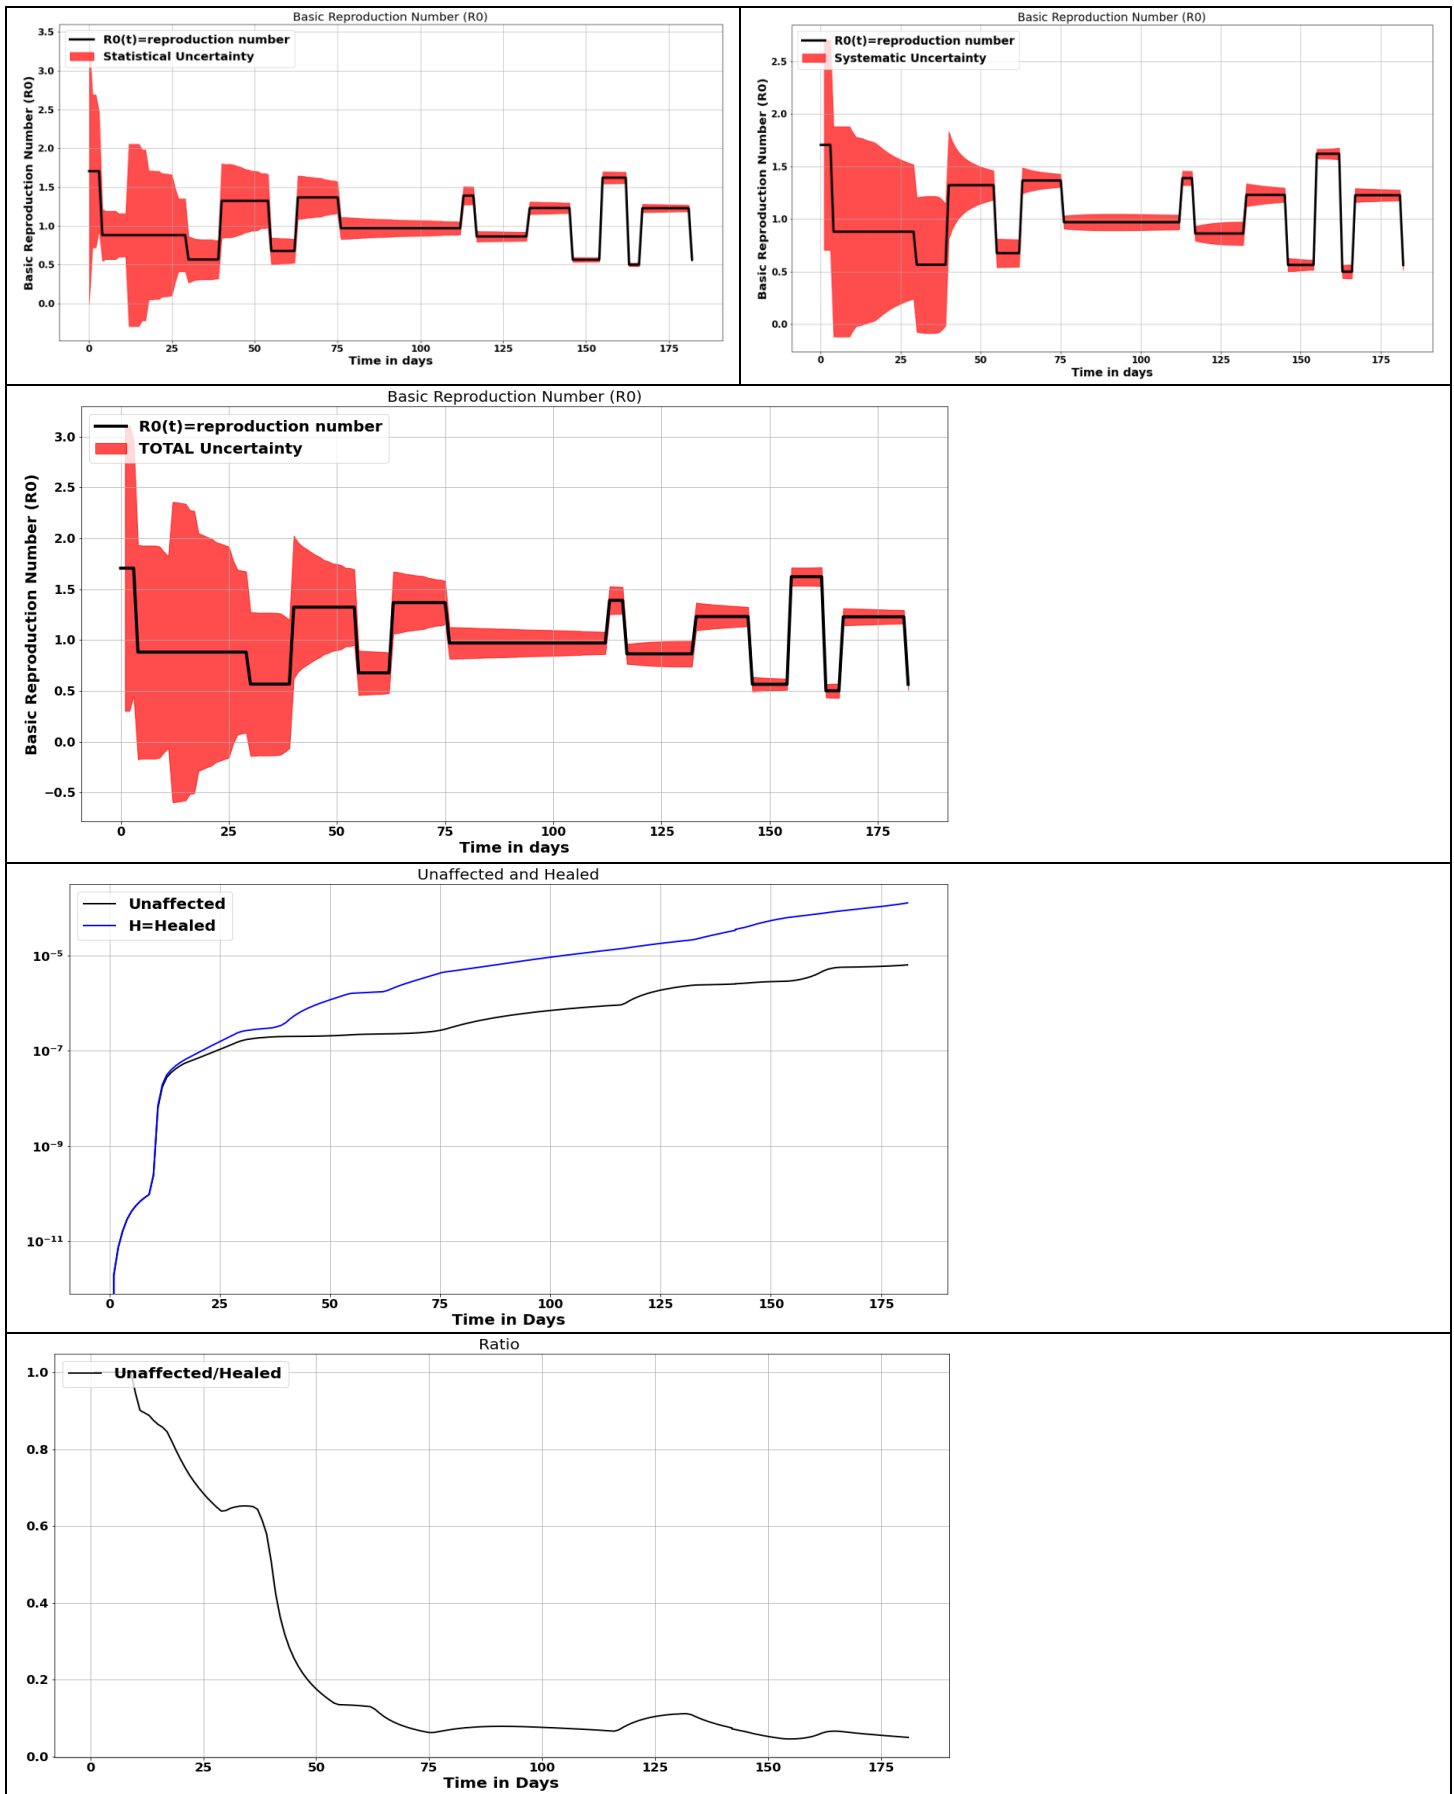 Basic Reproduction Number (R0)
R0(t)=reproduction number
Statistical Uncertainty
Basic Reproduction Number (R0)
3.5
3.0
2.5
2.0
1.5
1.0
0.5
0.0
0 25 50 75 100 125 150 175
Time in days
Basic Reproduction Number (R0)
R0(t)=reproduction number
Systematic Uncertainty
Basic Reproduction Number (R0)
2.5
2.0
1.5
1.0
0.5
0.0
0 25 50 75 100 125 150 175
Time in days
Basic Reproduction Number (R0)
R0(t)=reproduction number
TOTAL Uncertainty
Basic Reproduction Number (R0)
3.0
2.5
2.0
1.5
1.0
0.5
0.0
−0.5
0 25 50 75 100 125 150 175
Time in days
Unaffected and Healed
Unaffected
H=Healed
10⁻⁵
10⁻⁷
10⁻⁹
10⁻¹¹
0 25 50 75 100 125 150 175
Time in Days
Ratio
Unaffected/Healed
1.0
0.8
0.6
0.4
0.2
0.0
0 25 50 75 100 125 150 175
Time in Days